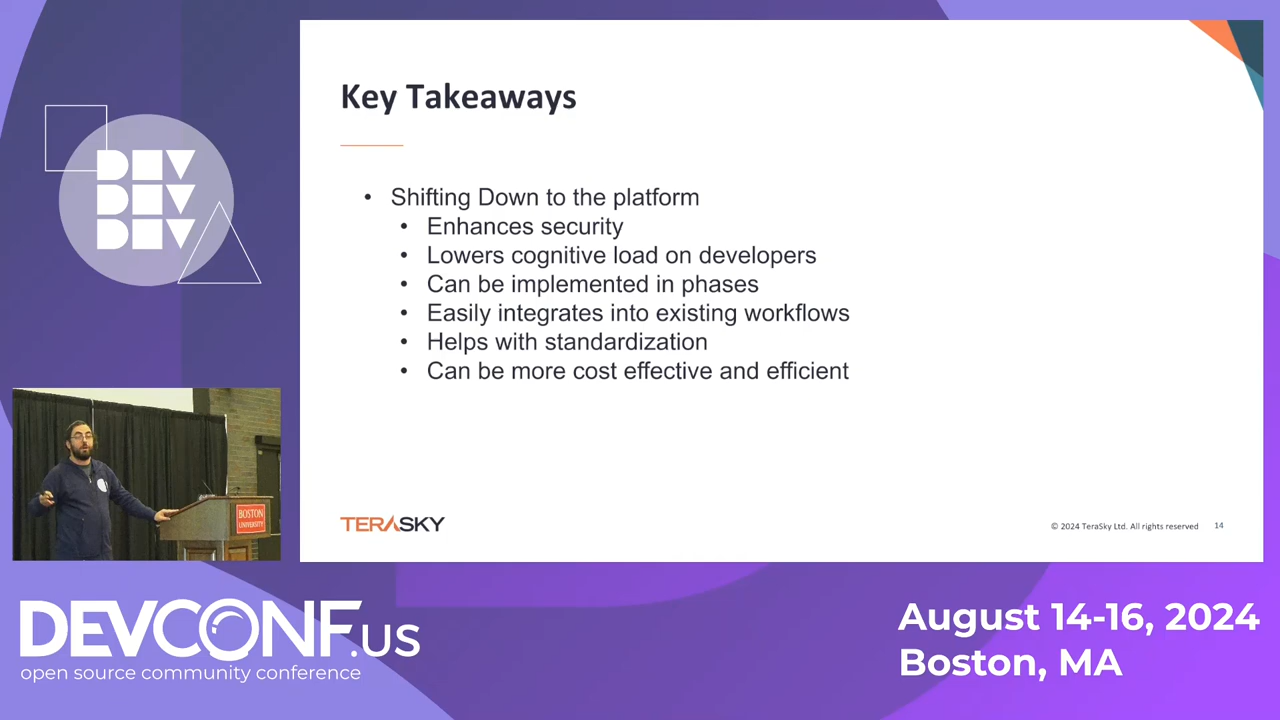 Key Takeaways
• Shifting Down to the platform
• Enhances security
• Lowers cognitive load on developers
• Can be implemented in phases
• Easily integrates into existing workflows
• Helps with standardization
• Can be more cost effective and efficient
TERASKY
© 2024 TeraSky Ltd. All rights reserved 14
DEV
DEV
DEV
BOSTON
UNIVERSITY
DEVCONF.us
open source community conference
August 14-16, 2024
Boston, MA